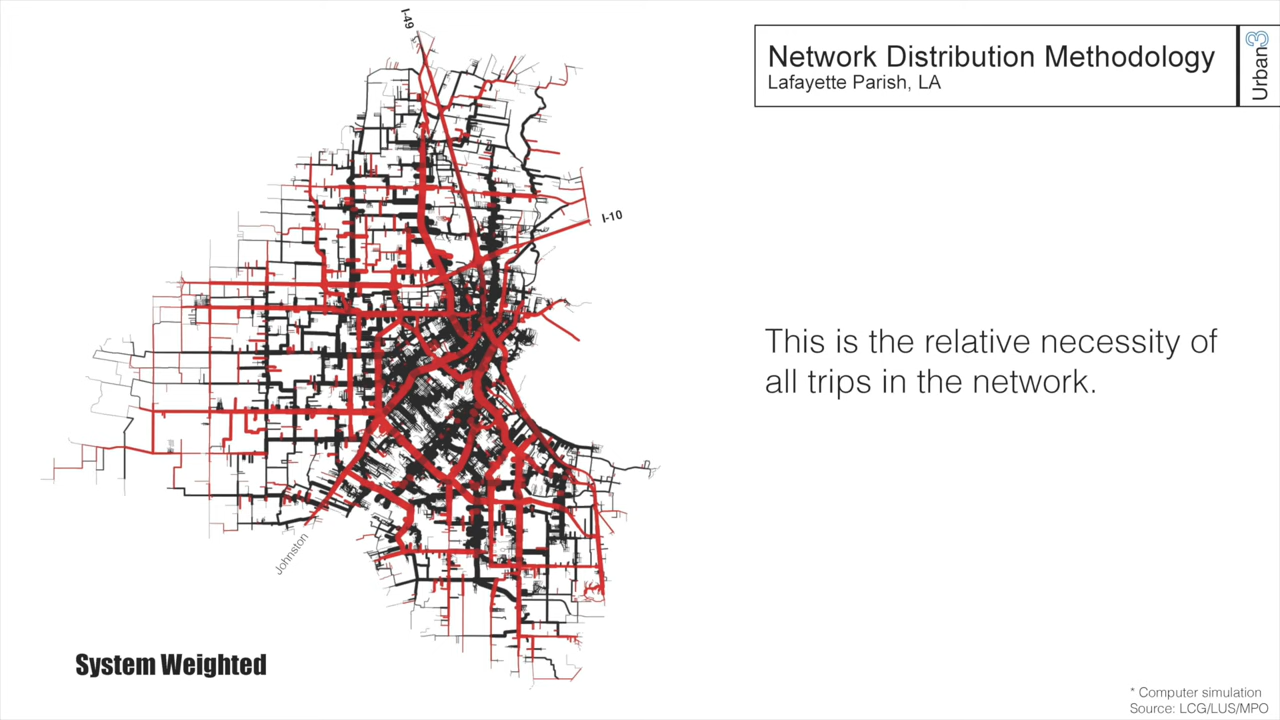 Network Distribution Methodology
Lafayette Parish, LA
Urban3
I-49
I-10
This is the relative necessity of
all trips in the network.
Johnston
System Weighted
* Computer simulation
Source: LCG/LUS/MPO